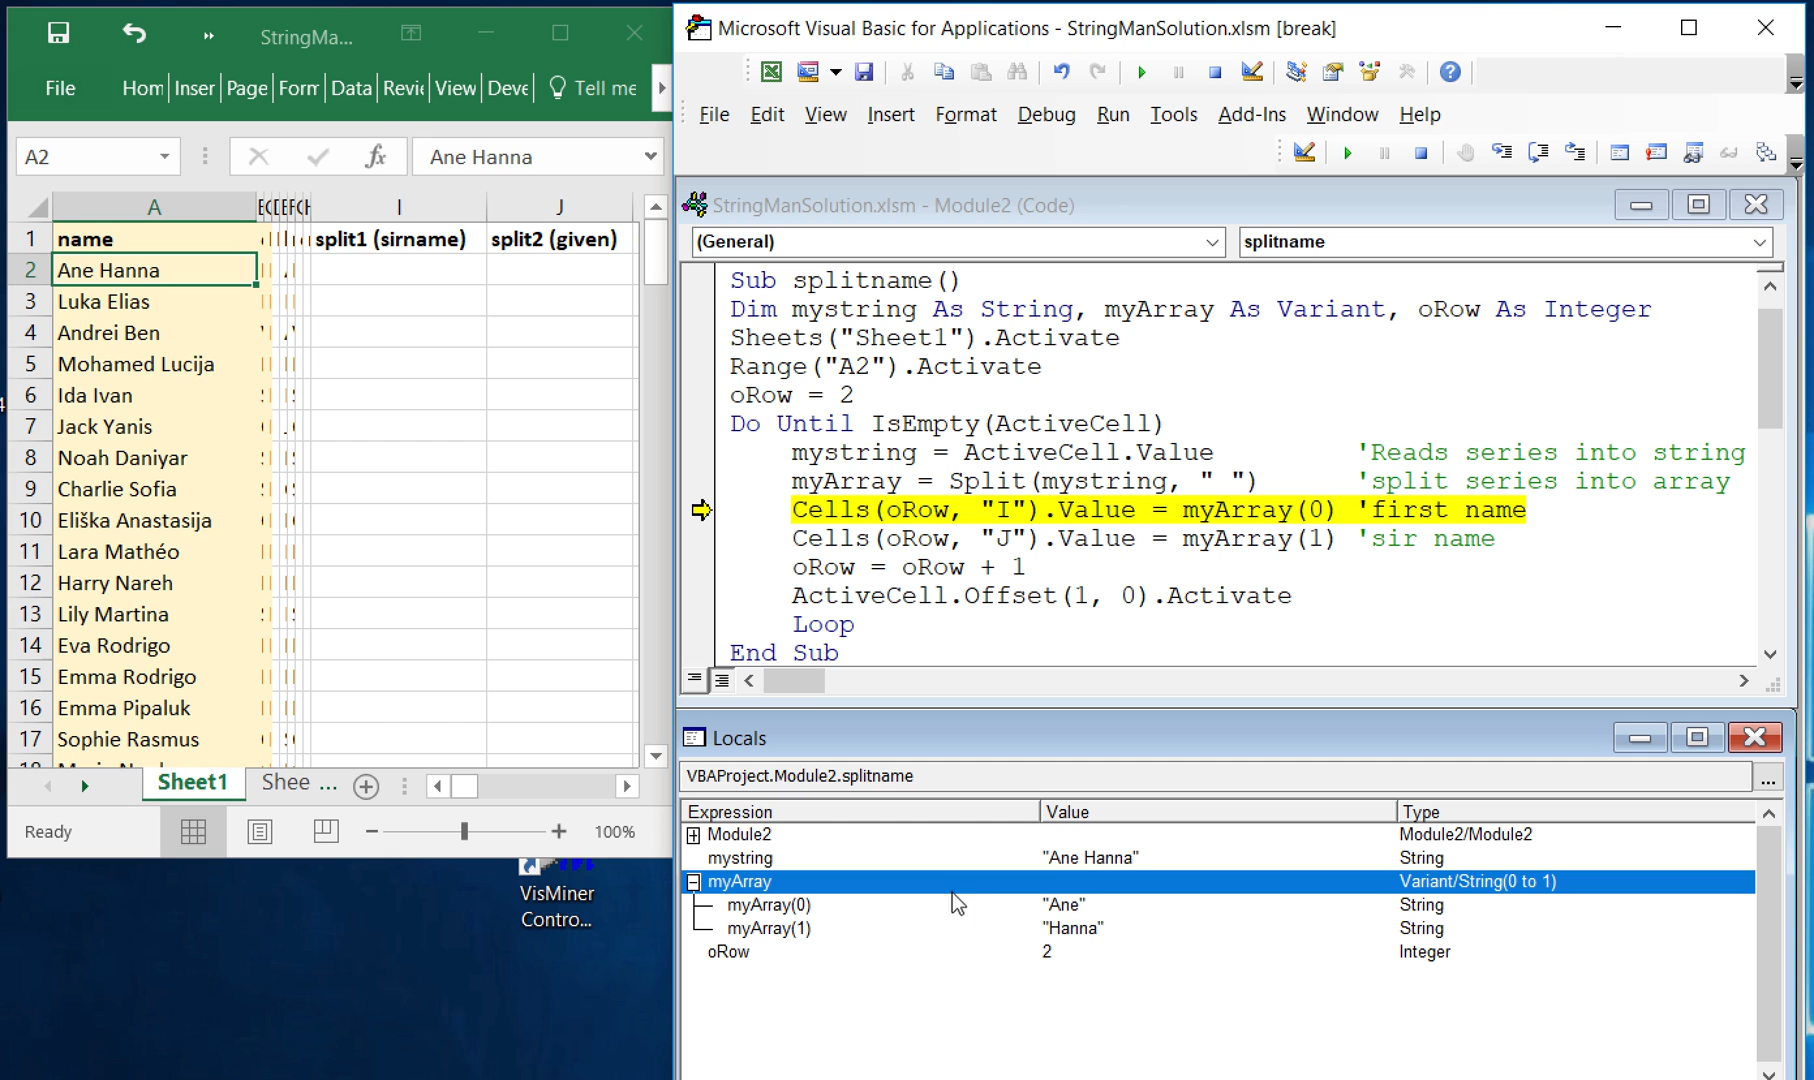 StringMa...
File Hom Inser Page Form Data Revie View Deve Tell me
A2 fx Ane Hanna
A I J
1 name split1 (sirname) split2 (given)
2 Ane Hanna
3 Luka Elias
4 Andrei Ben
5 Mohamed Lucija
6 Ida Ivan
7 Jack Yanis
8 Noah Daniyar
9 Charlie Sofia
10 Eliška Anastasija
11 Lara Mathéo
12 Harry Nareh
13 Lily Martina
14 Eva Rodrigo
15 Emma Rodrigo
16 Emma Pipaluk
17 Sophie Rasmus
Sheet1 Shee ...
Ready 100%
VisMiner
Contro...
Microsoft Visual Basic for Applications - StringManSolution.xlsm [break]
File Edit View Insert Format Debug Run Tools Add-Ins Window Help
StringManSolution.xlsm - Module2 (Code)
(General) splitname
Sub splitname()
Dim mystring As String, myArray As Variant, oRow As Integer
Sheets("Sheet1").Activate
Range("A2").Activate
oRow = 2
Do Until IsEmpty(ActiveCell)
mystring = ActiveCell.Value 'Reads series into string
myArray = Split(mystring, " ") 'split series into array
Cells(oRow, "I").Value = myArray(0) 'first name
Cells(oRow, "J").Value = myArray(1) 'sir name
oRow = oRow + 1
ActiveCell.Offset(1, 0).Activate
Loop
End Sub
Locals
VBAProject.Module2.splitname ...
Expression Value Type
Module2 Module2/Module2
mystring "Ane Hanna" String
myArray Variant/String(0 to 1)
myArray(0) "Ane" String
myArray(1) "Hanna" String
oRow 2 Integer